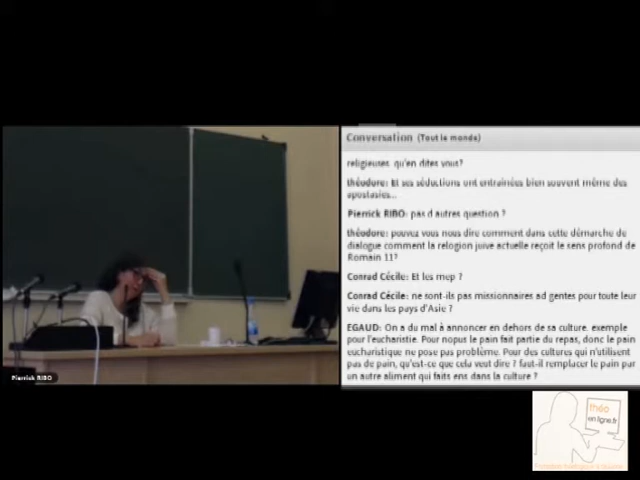 Conversation (Tout le monde)
religieuses qu'en dites vous?
théodure: Et ses séductions ont entrainées bien souvent même des
apostasies...
Pierrick RIBO: pas d autres question ?
théodure: pouvez vous nous dire comment dans cette démarche de
dialogue comment la relogion juive actuelle reçoit le sens profond de
Romain 11?
Conrad Cécile: Et les mep ?
Conrad Cécile: ne sont-ils pas missionnaires ad gentes pour toute leur
vie dans les pays d'Asie ?
EGAUD: On a du mal à annoncer en dehors de sa culture. exemple
pour l'eucharistie. Pour nopus le pain fait partie du repas, donc le pain
eucharistique ne pose pas problème. Pour des cultures qui n'utilisent
pas de pain, qu'est-ce que cela veut dire ? faut-il remplacer le pain par
un autre aliment qui faits ens dans la culture ?
Pierrick RIBO
théo
en ligne.fr